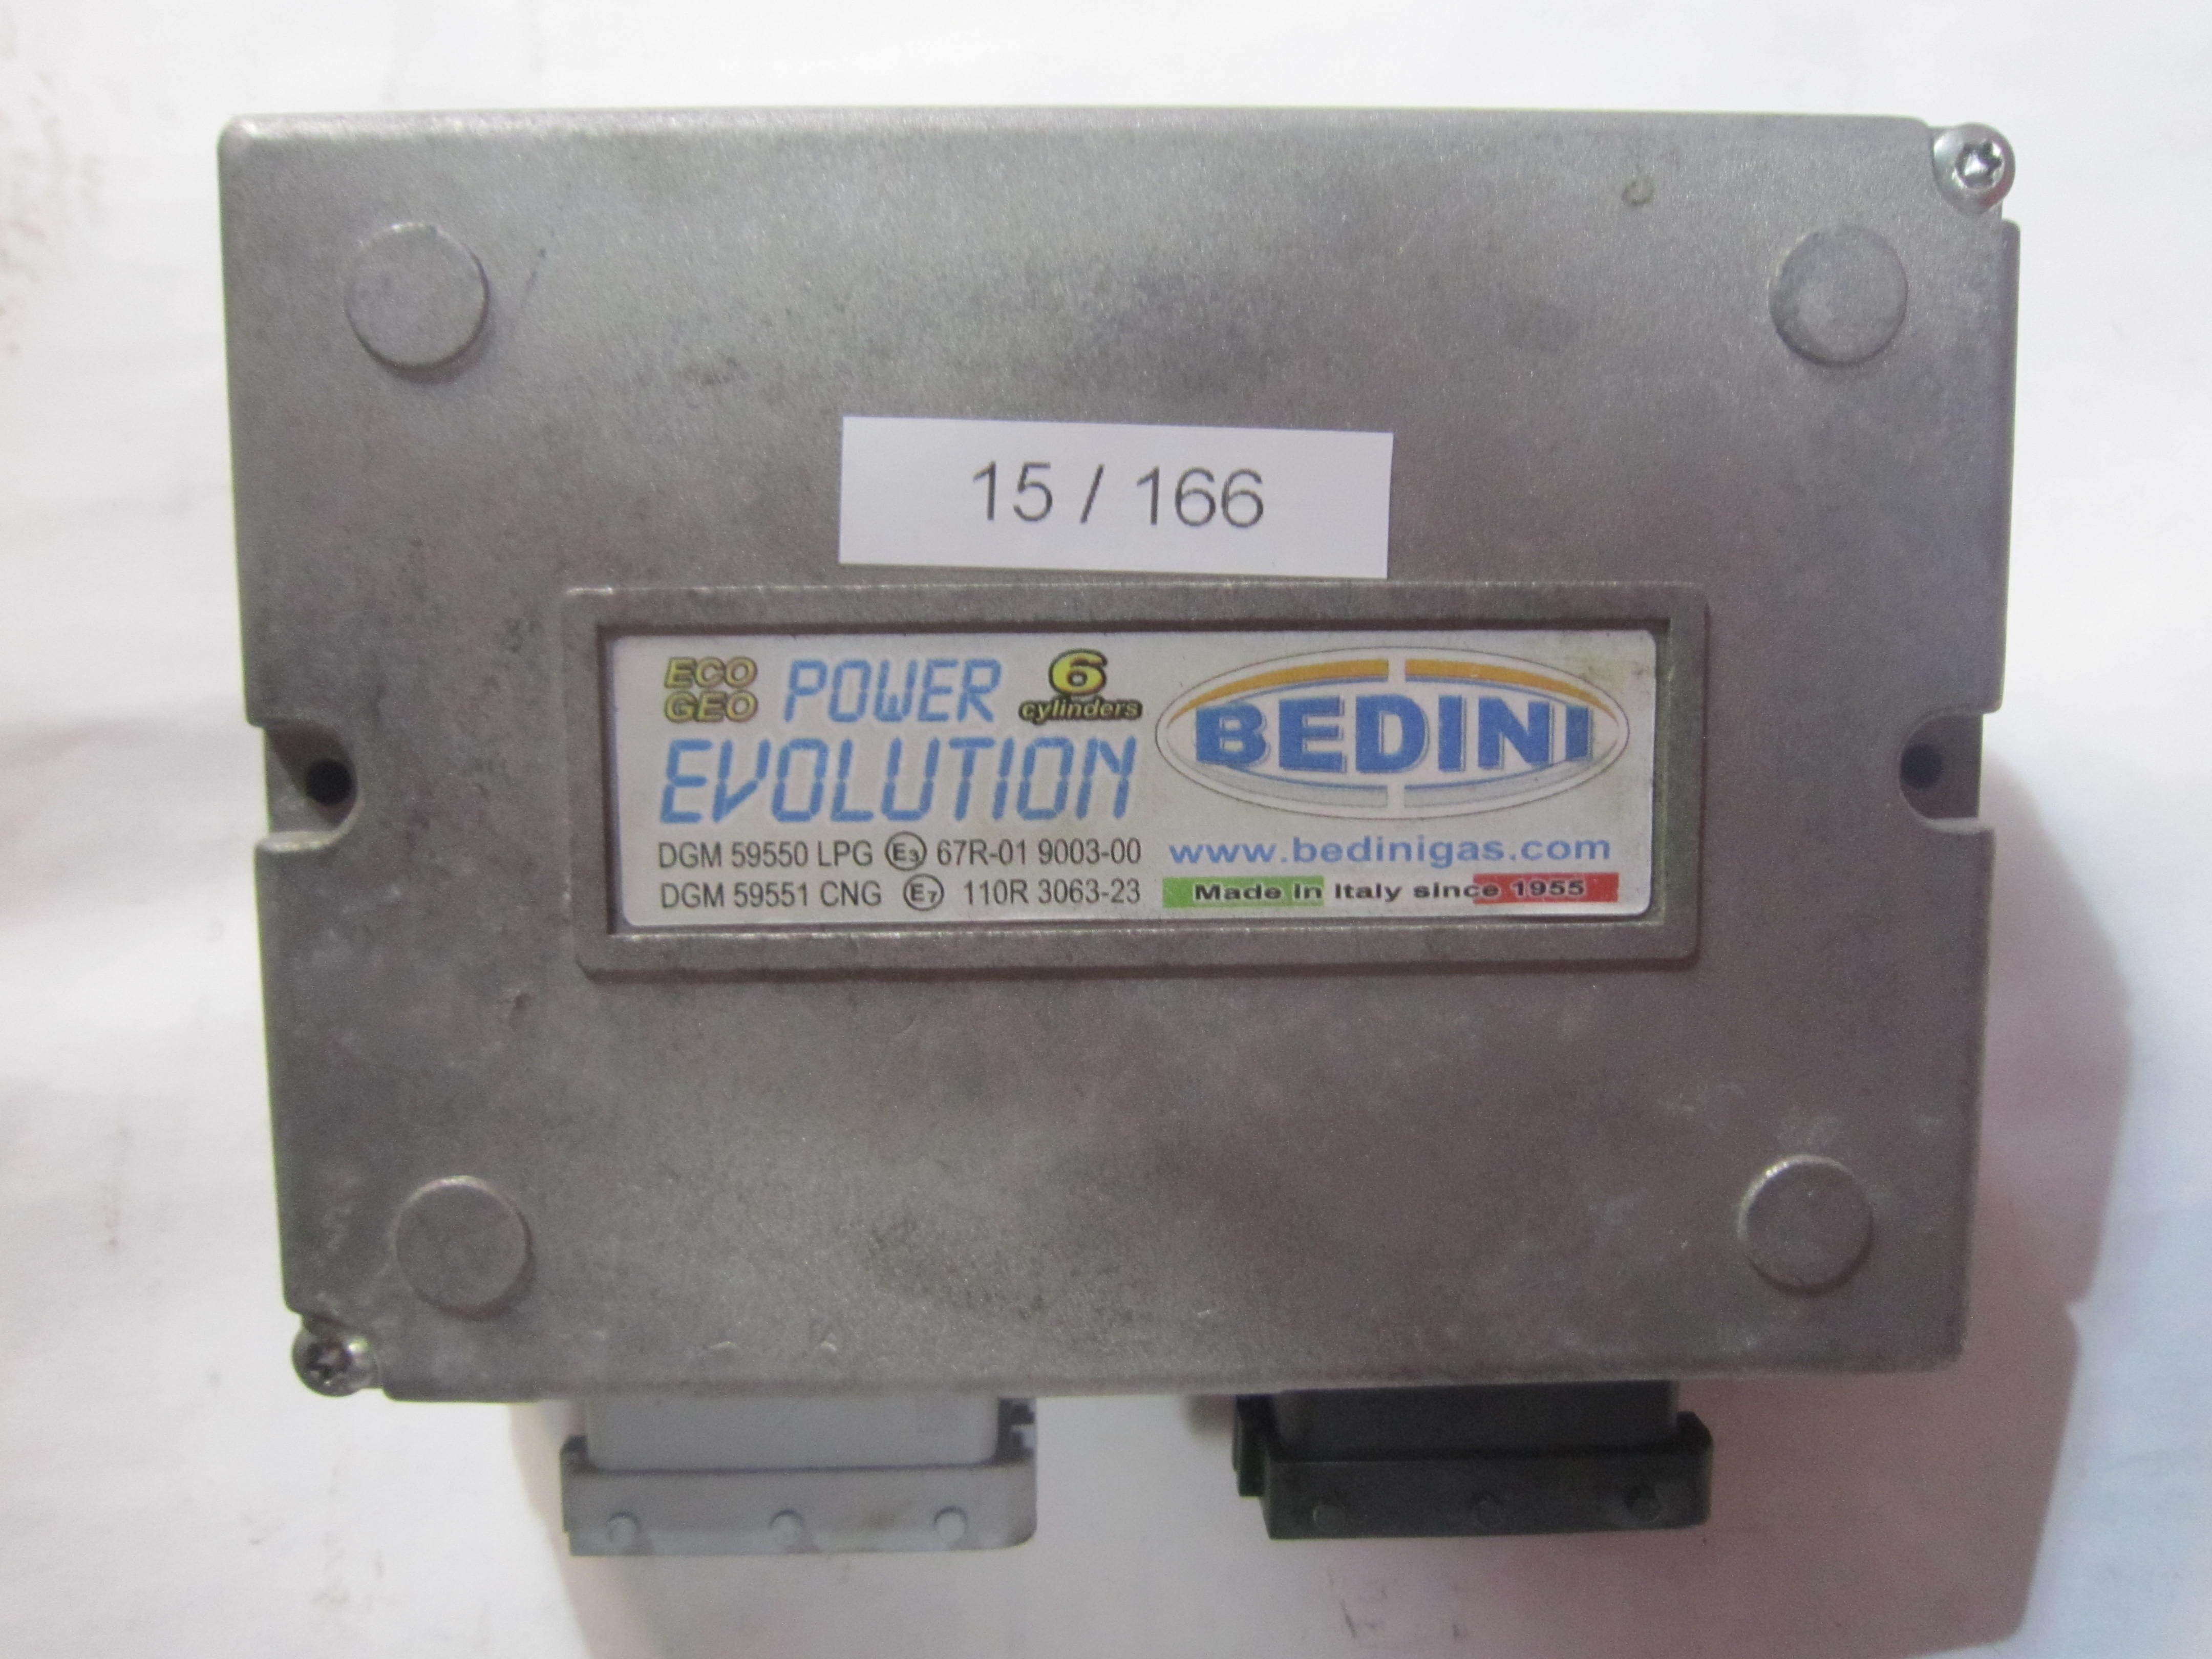 15 / 166
ECO GEO POWER 6 cylinders
EVOLUTION
BEDINI
DGM 59550 LPG E3 67R-01 9003-00
DGM 59551 CNG E7 110R 3063-23
www.bedinigas.com
Made in Italy since 1955